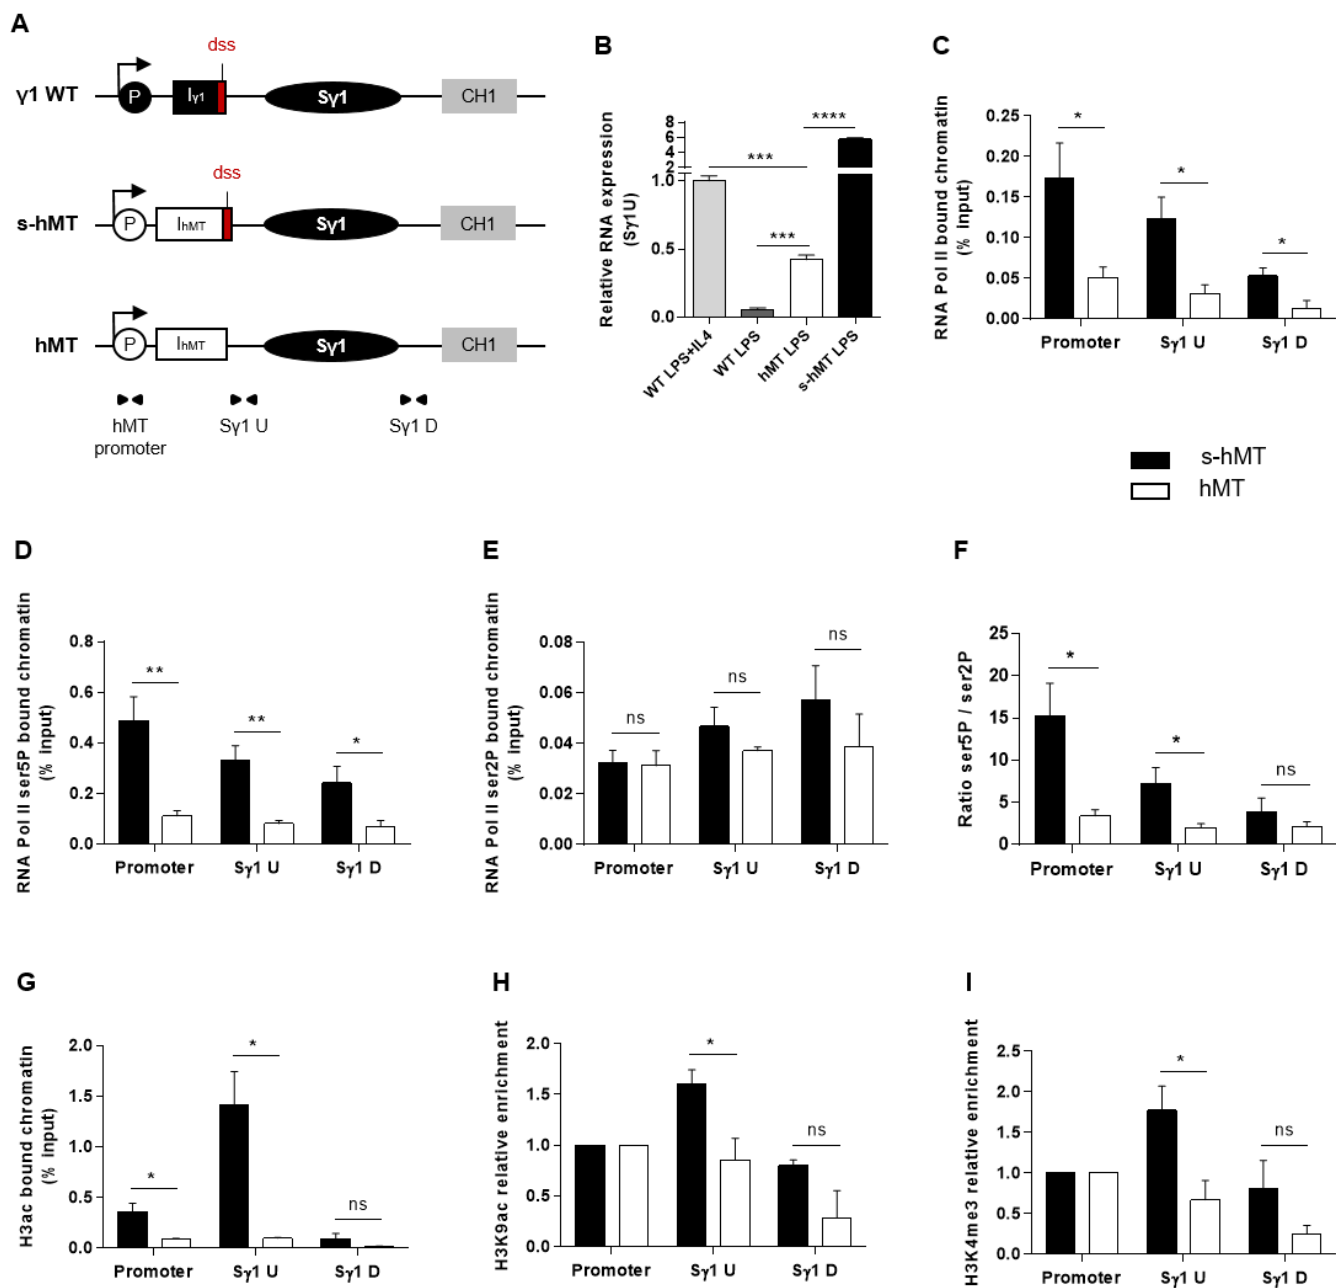 A
dss
γ1 WT
P
Iγ1
Sγ1
CH1
dss
s-hMT
P
IhMT
Sγ1
CH1
hMT
P
IhMT
Sγ1
CH1
hMT
promoter
Sγ1 U
Sγ1 D
B
Relative RNA expression
(Sγ1U)
8
6
4
2
1.0
0.5
0.0
***
***
****
WT LPS+IL4
WT LPS
hMT LPS
s-hMT LPS
C
RNA Pol II bound chromatin
(% input)
0.25
0.20
0.15
0.10
0.05
0.00
*
*
*
Promoter
Sγ1 U
Sγ1 D
s-hMT
hMT
D
RNA Pol II ser5P bound chromatin
(% input)
0.8
0.6
0.4
0.2
0.0
**
**
*
Promoter
Sγ1 U
Sγ1 D
E
RNA Pol II ser2P bound chromatin
(% input)
0.08
0.06
0.04
0.02
0.00
ns
ns
ns
Promoter
Sγ1 U
Sγ1 D
F
Ratio ser5P / ser2P
25
20
15
10
5
0
*
*
ns
Promoter
Sγ1 U
Sγ1 D
G
H3ac bound chromatin
(% input)
2.0
1.5
1.0
0.5
0.0
*
*
ns
Promoter
Sγ1 U
Sγ1 D
H
H3K9ac relative enrichment
2.0
1.5
1.0
0.5
0.0
*
ns
Promoter
Sγ1 U
Sγ1 D
I
H3K4me3 relative enrichment
2.5
2.0
1.5
1.0
0.5
0.0
*
ns
Promoter
Sγ1 U
Sγ1 D